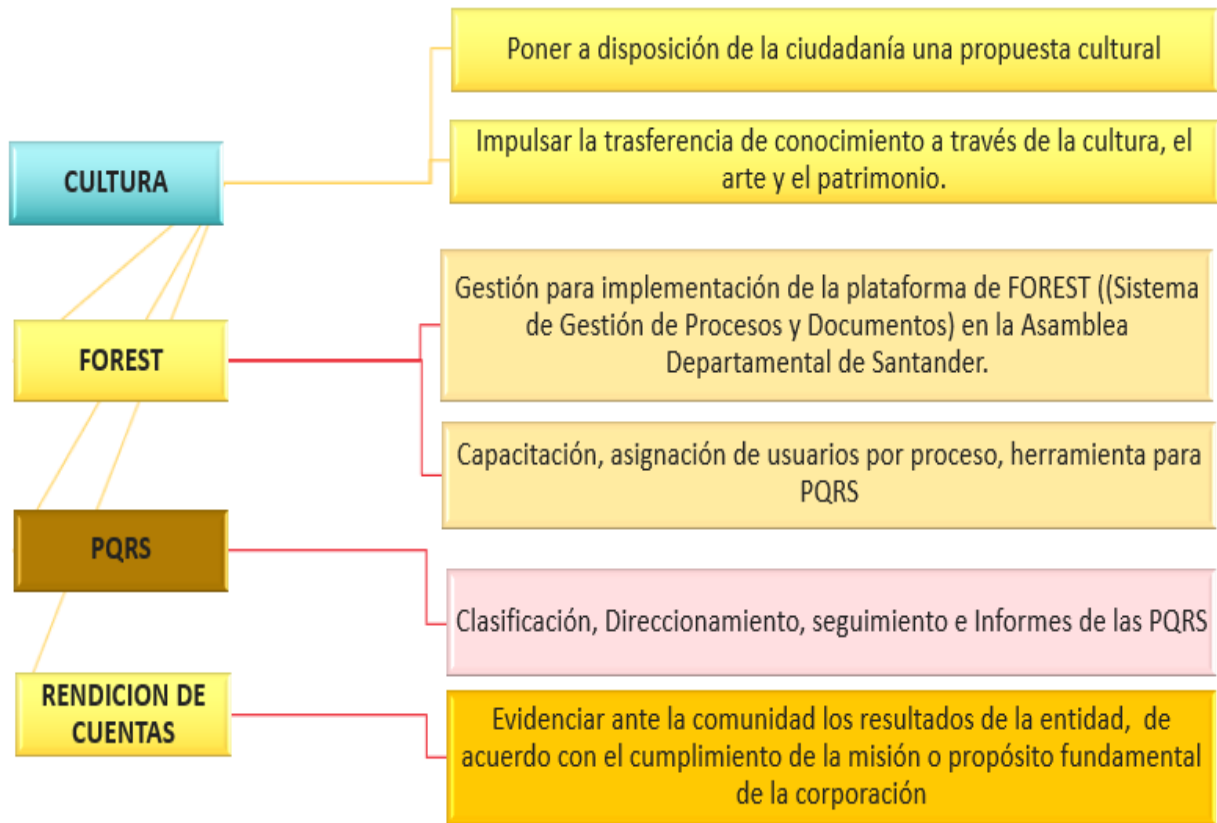 Poner a disposición de la ciudadanía una propuesta cultural
CULTURA
Impulsar la trasferencia de conocimiento a través de la cultura, el
arte y el patrimonio.
FOREST
Gestión para implementación de la plataforma de FOREST ((Sistema
de Gestión de Procesos y Documentos) en la Asamblea
Departamental de Santander.
Capacitación, asignación de usuarios por proceso, herramienta para
PQRS
PQRS
Clasificación, Direccionamiento, seguimiento e Informes de las PQRS
RENDICION DE
CUENTAS
Evidenciar ante la comunidad los resultados de la entidad, de
acuerdo con el cumplimiento de la misión o propósito fundamental
de la corporación